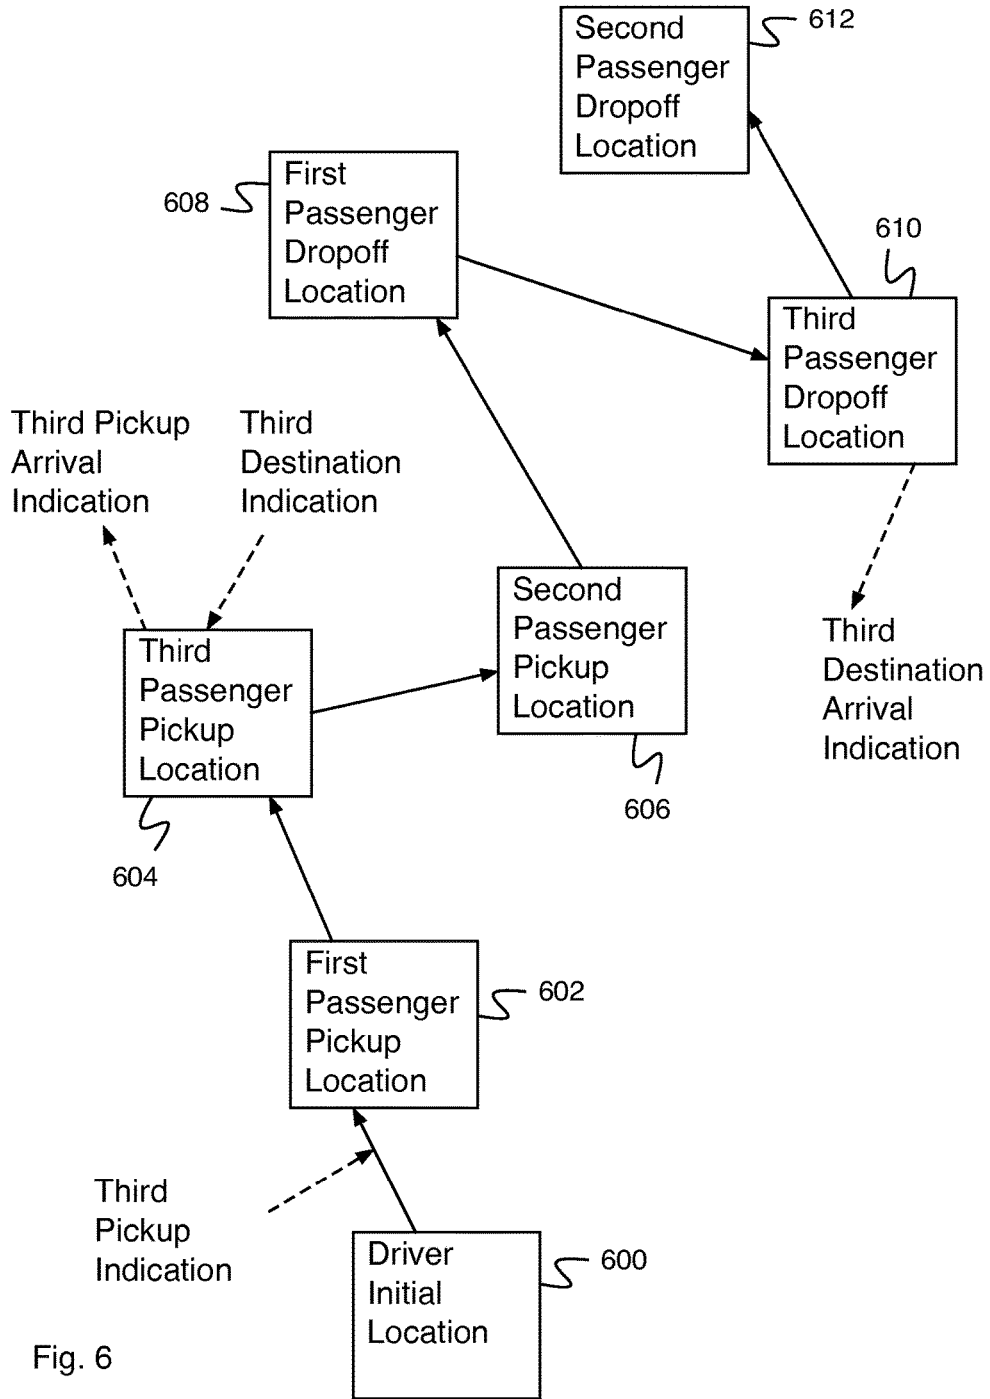 Second
Passenger
Dropoff
Location
612
First
Passenger
Dropoff
Location
608
610
Third
Passenger
Dropoff
Location
Third Pickup
Arrival
Indication
Third
Destination
Indication
Second
Passenger
Pickup
Location
606
Third
Destination
Arrival
Indication
Third
Passenger
Pickup
Location
604
First
Passenger
Pickup
Location
602
Third
Pickup
Indication
Driver
Initial
Location
600
Fig. 6